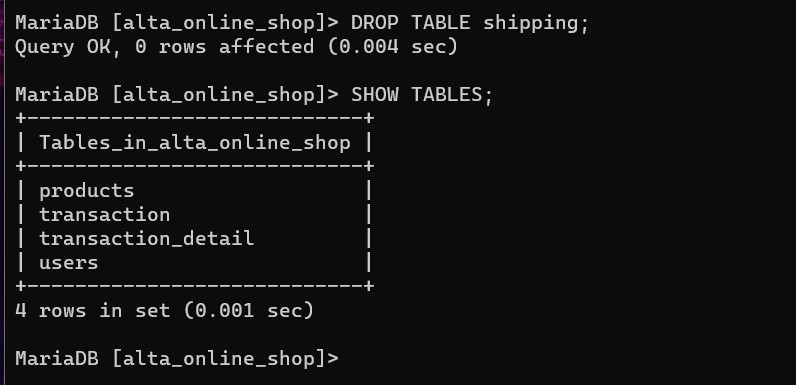 MariaDB [alta_online_shop]> DROP TABLE shipping;
Query OK, 0 rows affected (0.004 sec)
MariaDB [alta_online_shop]> SHOW TABLES;
+----------------------------+
| Tables_in_alta_online_shop |
+----------------------------+
| products                   |
| transaction                |
| transaction_detail         |
| users                      |
+----------------------------+
4 rows in set (0.001 sec)
MariaDB [alta_online_shop]>